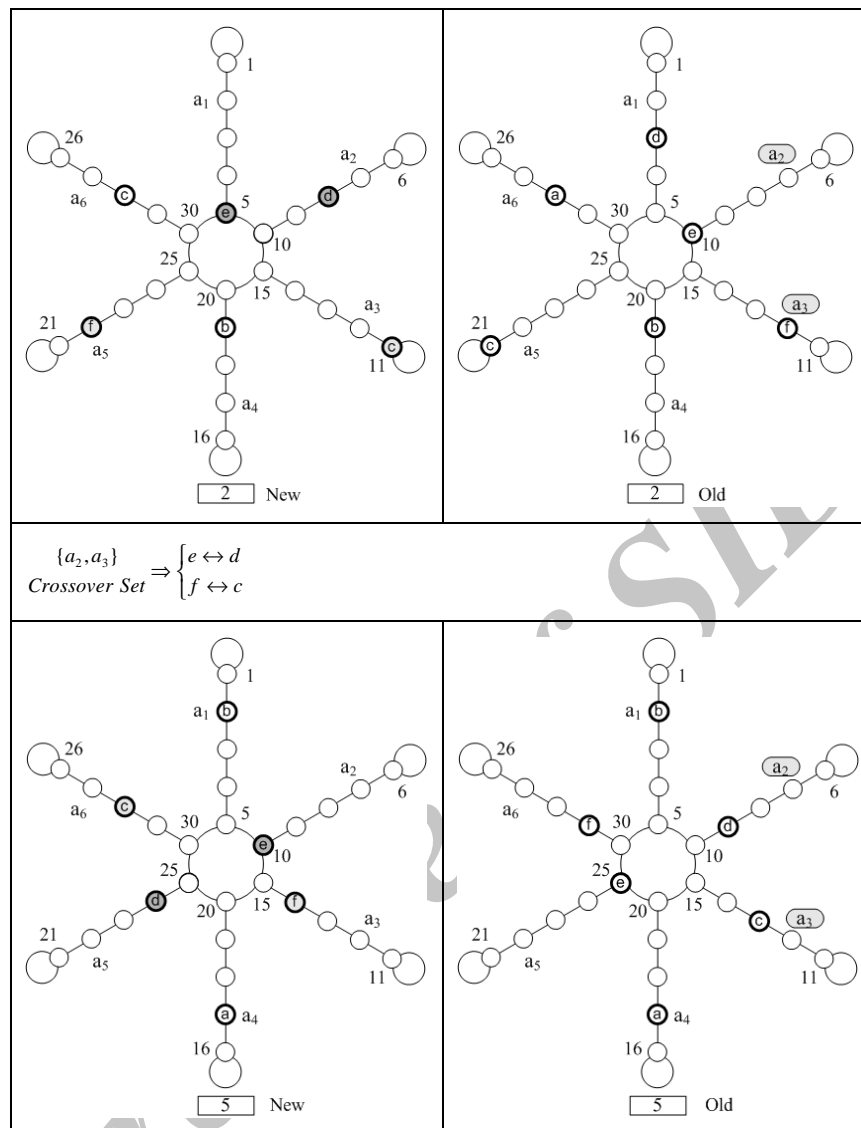 1
a1
26
a2
6
c
a6
d
e
5
30
10
25
15
20
f
b
a3
21
a5
c
11
a4
16
2 New
1
a1
d
26
a2
6
a
a6
5
30
e
10
25
15
20
a3
21
b
f
c
a5
11
a4
16
2 Old
{a2, a3}
Crossover Set ⇒ { e ↔ d
f ↔ c
1
a1 b
26
a2
6
c
a6
5
30
e
10
25
15
d
20
f
a3
21
a5
11
a a4
16
5 New
1
a1 b
26
a2
6
a6
5
30
f
d
10
25
e
15
20
c
a3
21
a5
11
a
a4
16
5 Old
of SI